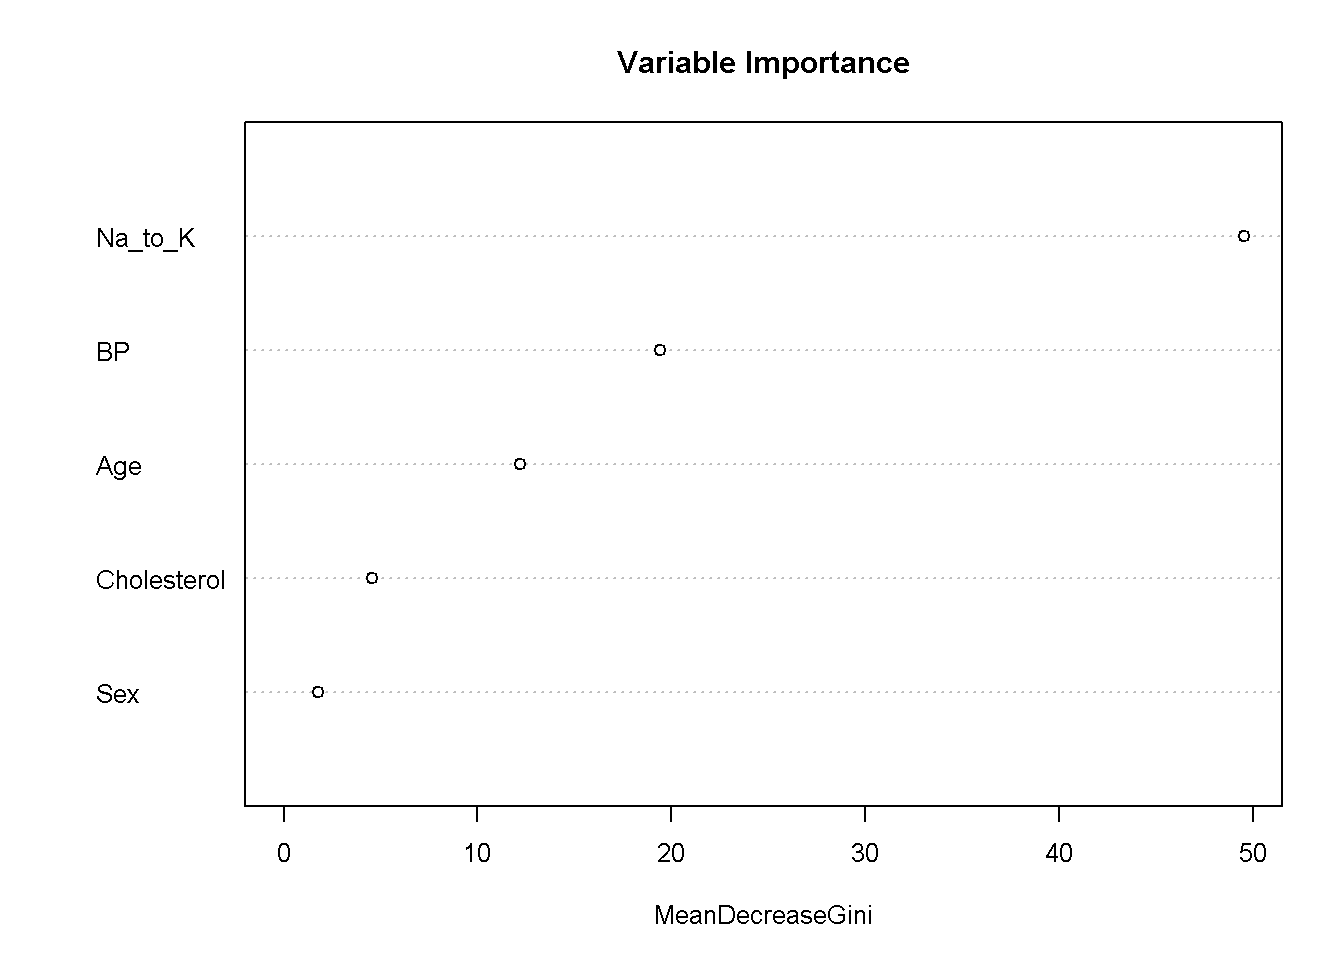 Variable Importance
Na_to_K
BP
Age
Cholesterol
Sex
0 10 20 30 40 50
MeanDecreaseGini